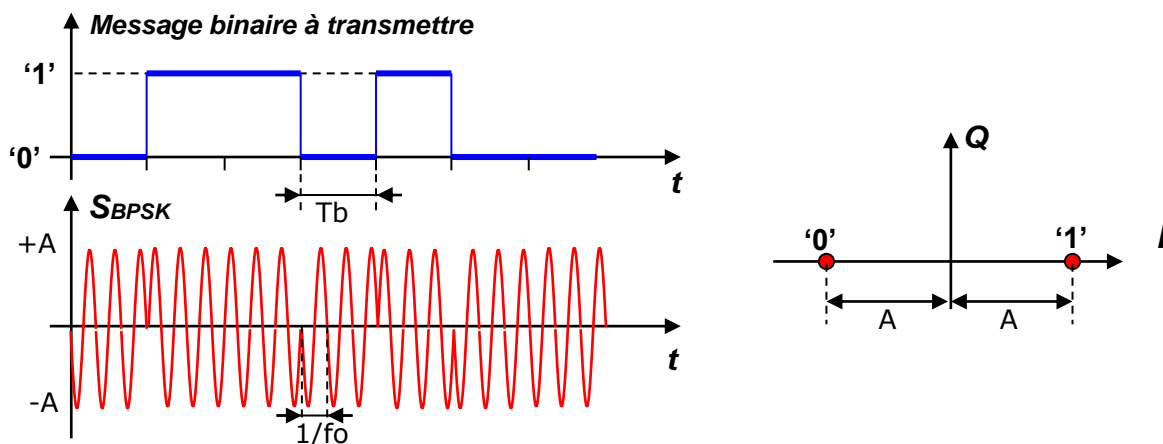 Message binaire à transmettre
‘1’
‘0’
t
Tb
SBPSK
+A
-A
t
1/fo
Q
‘0’
‘1’
I
A
A